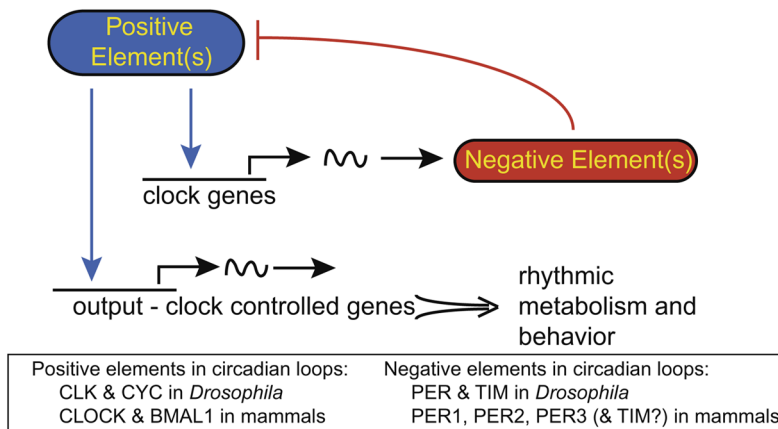 Positive
Element(s)
Negative Element(s)
clock genes
output - clock controlled genes
rhythmic
metabolism and
behavior
Positive elements in circadian loops:
CLK & CYC in Drosophila
CLOCK & BMAL1 in mammals
Negative elements in circadian loops:
PER & TIM in Drosophila
PER1, PER2, PER3 (& TIM?) in mammals